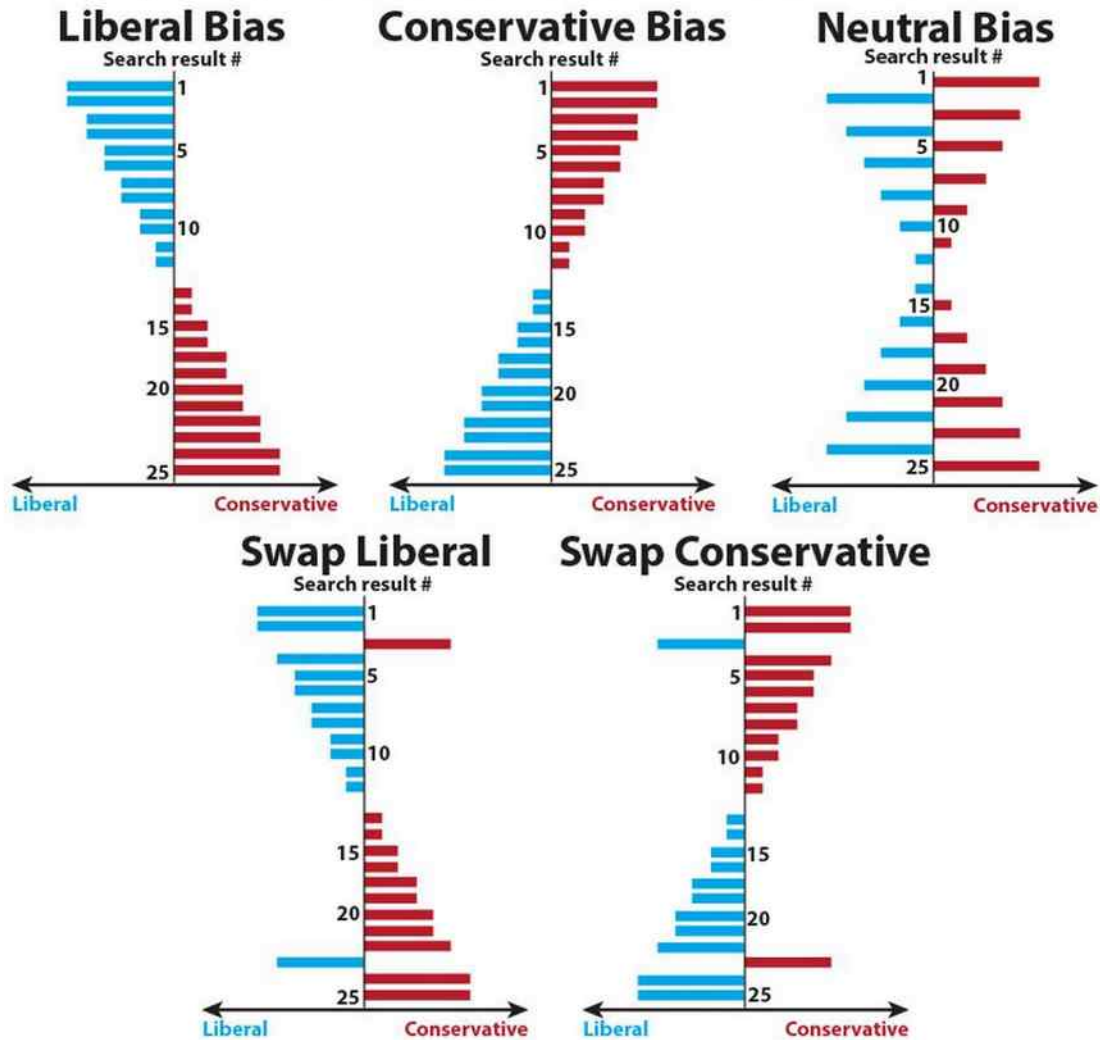 Liberal Bias
Search result #
1
5
10
15
20
25
Liberal
Conservative
Conservative Bias
Search result #
1
5
10
15
20
25
Liberal
Conservative
Neutral Bias
Search result #
1
5
10
15
20
25
Liberal
Conservative
Swap Liberal
Search result #
1
5
10
15
20
25
Liberal
Conservative
Swap Conservative
Search result #
1
5
10
15
20
25
Liberal
Conservative